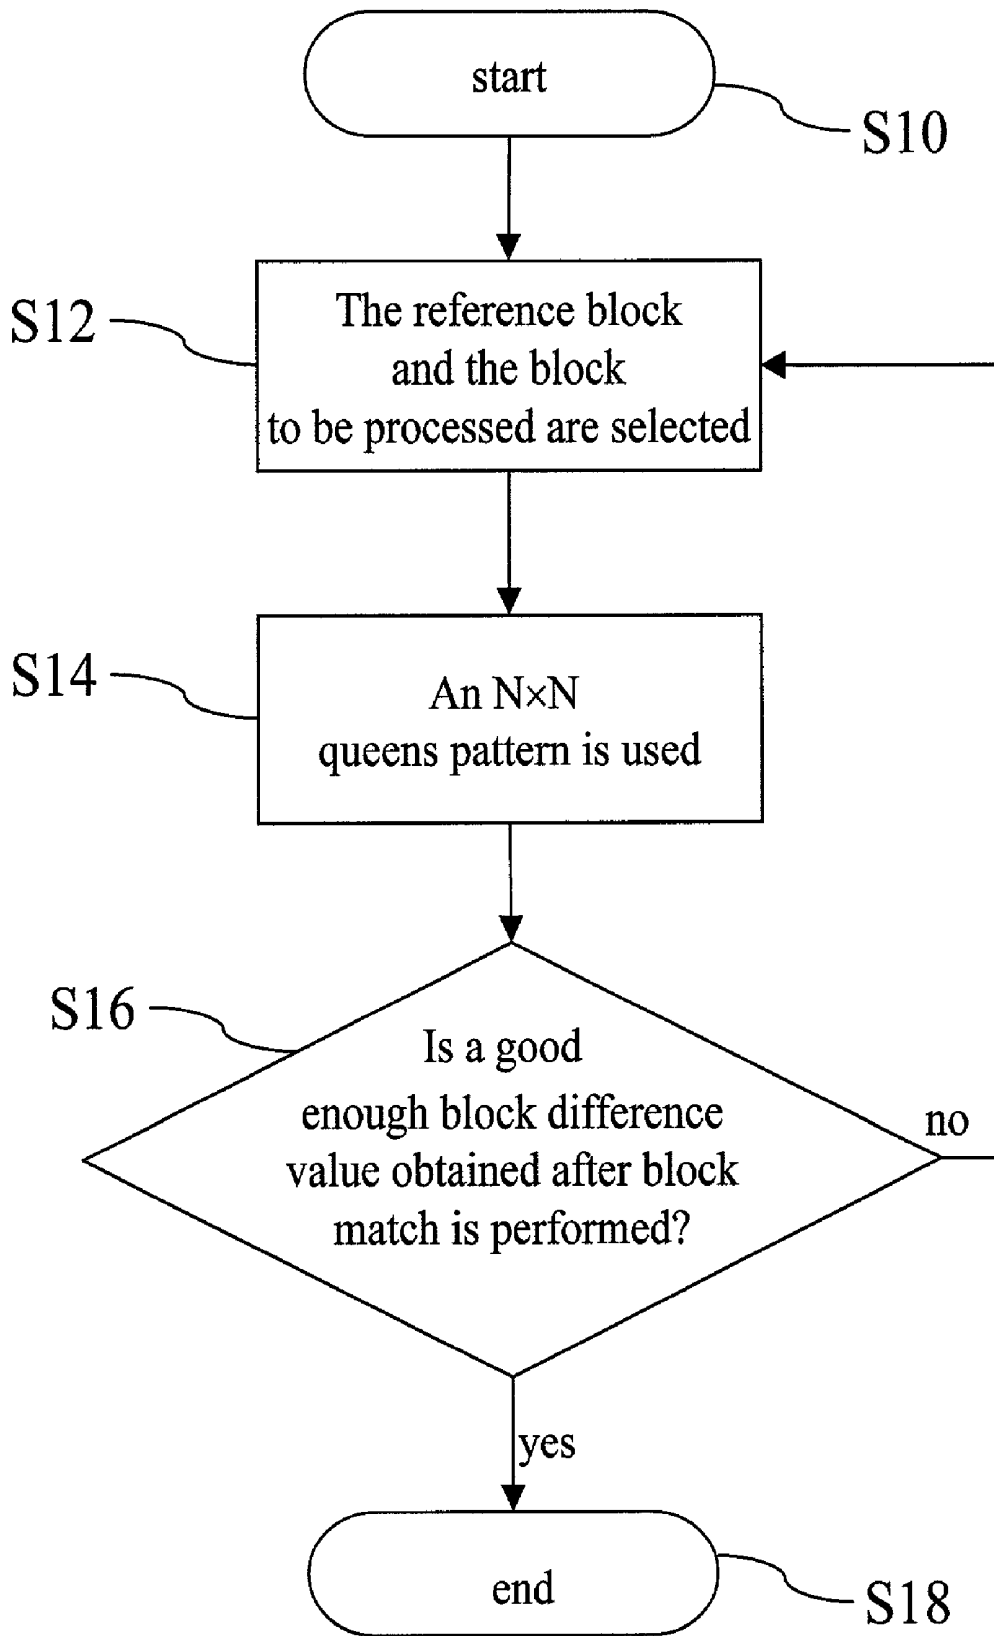 start
S10
S12
The reference block
and the block
to be processed are selected
S14
An N×N
queens pattern is used
S16
Is a good
enough block difference
value obtained after block
match is performed?
no
yes
end
S18